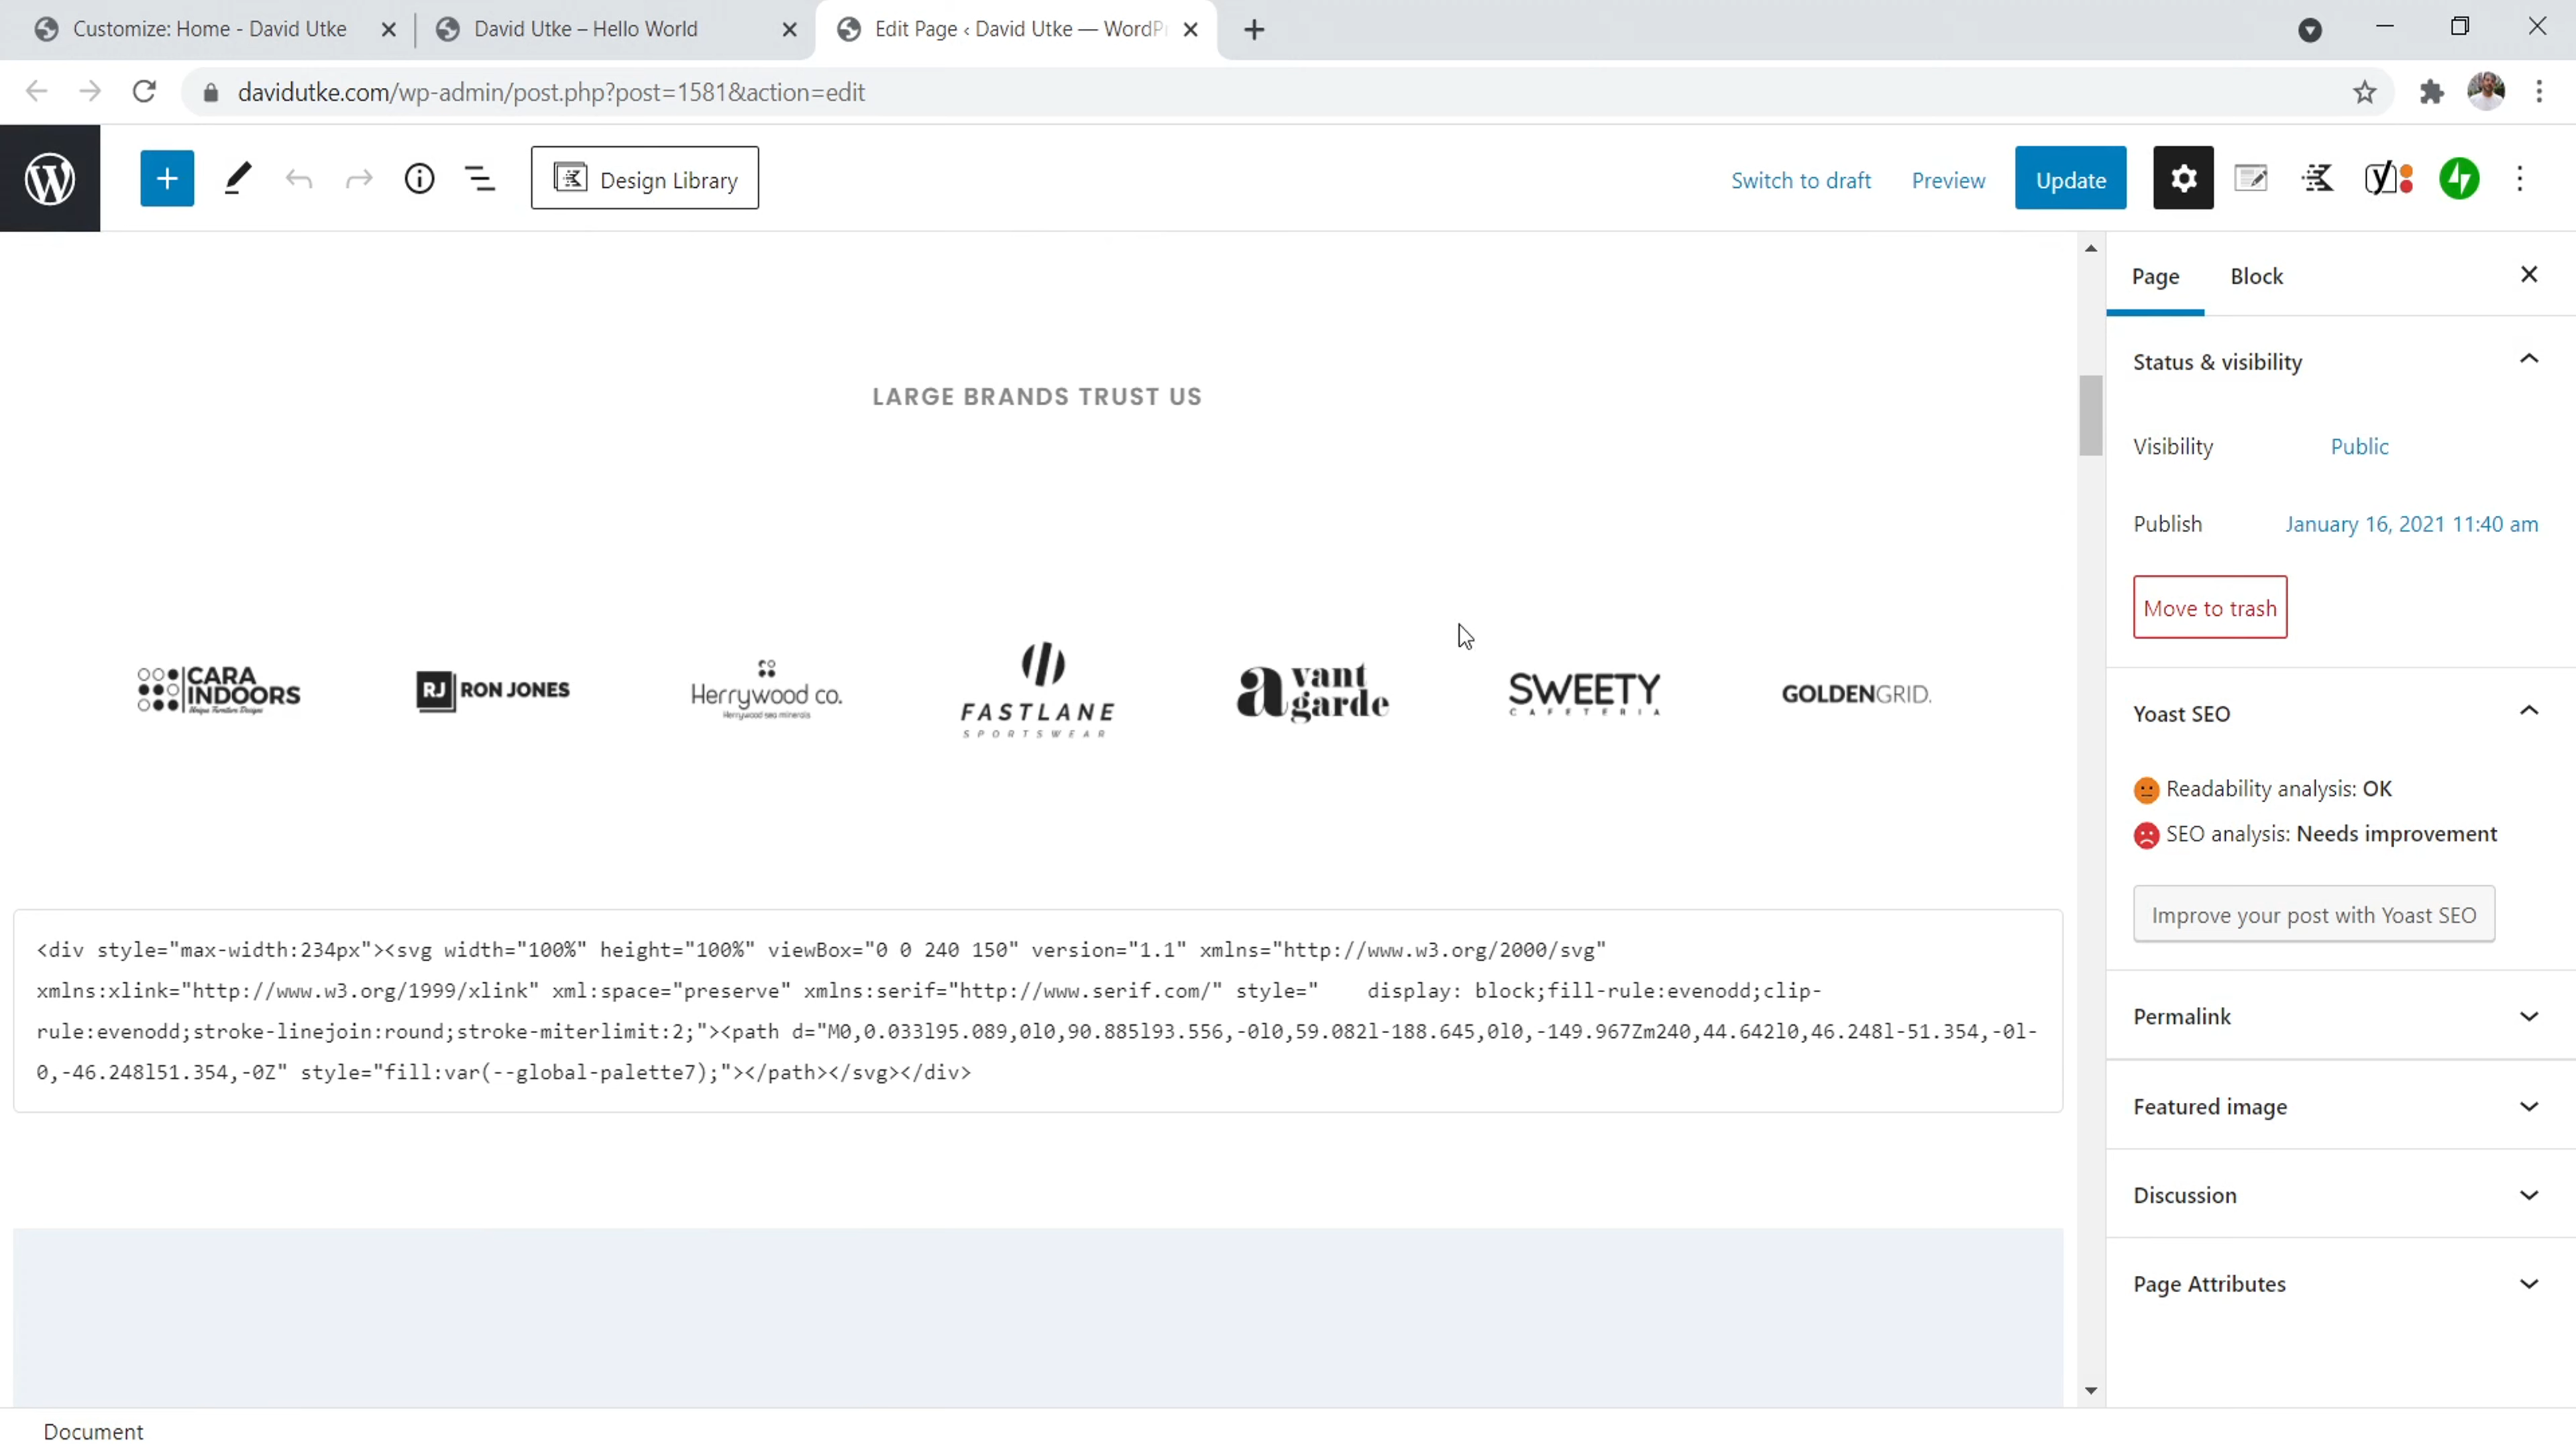 Customize: Home - David Utke
David Utke – Hello World
Edit Page ‹ David Utke — WordPr
davidutke.com/wp-admin/post.php?post=1581&action=edit
Design Library
Switch to draft
Preview
Update
Page
Block
LARGE BRANDS TRUST US
CARA
INDOORS
Unique Furniture Designs
RJ RON JONES
Herrywood co.
Herrywood sea minerals
FASTLANE
SPORTSWEAR
avant
garde
SWEETY
CAFETERIA
GOLDENGRID.
<div style="max-width:234px"><svg width="100%" height="100%" viewBox="0 0 240 150" version="1.1" xmlns="http://www.w3.org/2000/svg"
xmlns:xlink="http://www.w3.org/1999/xlink" xml:space="preserve" xmlns:serif="http://www.serif.com/" style="    display: block;fill-rule:evenodd;clip-
rule:evenodd;stroke-linejoin:round;stroke-miterlimit:2;"><path d="M0,0.033l95.089,0l0,90.885l93.556,-0l0,59.082l-188.645,0l0,-149.967Zm240,44.642l0,46.248l-51.354,-0l-
0,-46.248l51.354,-0Z" style="fill:var(--global-palette7);"></path></svg></div>
Status & visibility
Visibility Public
Publish January 16, 2021 11:40 am
Move to trash
Yoast SEO
Readability analysis: OK
SEO analysis: Needs improvement
Improve your post with Yoast SEO
Permalink
Featured image
Discussion
Page Attributes
Document